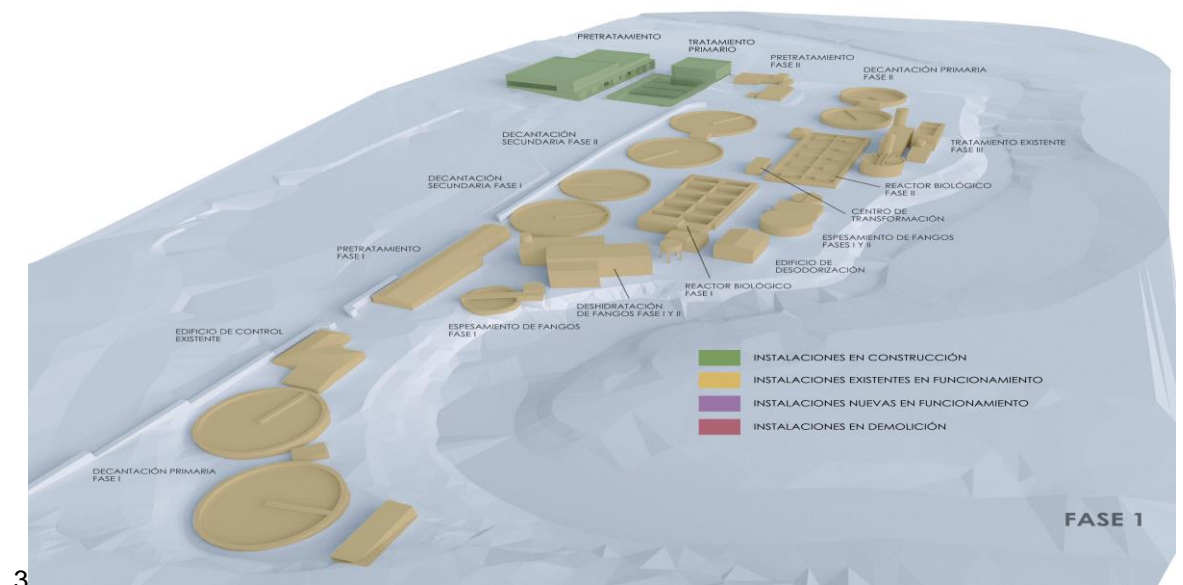 PRETRATAMIENTO
TRATAMIENTO
PRIMARIO
PRETRATAMIENTO
FASE II
DECANTACIÓN PRIMARIA
FASE II
DECANTACIÓN
SECUNDARIA FASE II
TRATAMIENTO EXISTENTE
FASE III
DECANTACIÓN
SECUNDARIA FASE I
REACTOR BIOLÓGICO
FASE II
CENTRO DE
TRANSFORMACIÓN
PRETRATAMIENTO
FASE I
ESPESAMIENTO DE FANGOS
FASES I Y II
EDIFICIO DE
DESODORIZACIÓN
REACTOR BIOLÓGICO
FASE I
DESHIDRATACIÓN
DE FANGOS FASE I Y II
ESPESAMIENTO DE FANGOS
FASE I
EDIFICIO DE CONTROL
EXISTENTE
INSTALACIONES EN CONSTRUCCIÓN
INSTALACIONES EXISTENTES EN FUNCIONAMIENTO
INSTALACIONES NUEVAS EN FUNCIONAMIENTO
INSTALACIONES EN DEMOLICIÓN
DECANTACIÓN PRIMARIA
FASE I
FASE 1
3